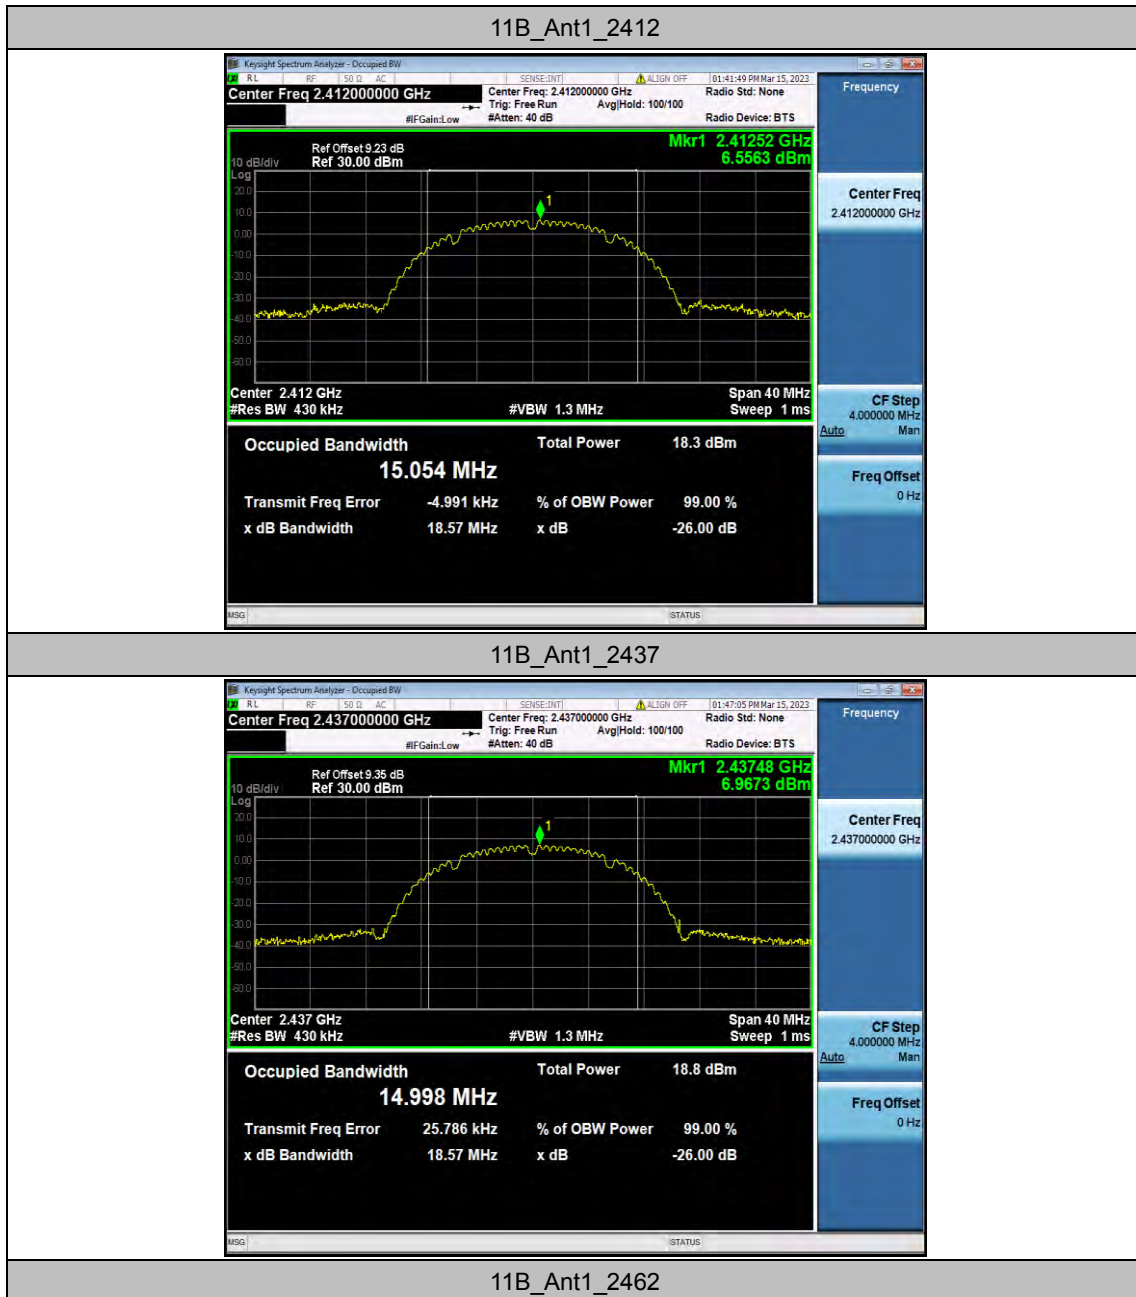 11B_Ant1_2412
Keysight Spectrum Analyzer - Occupied BW
RL RF 50 Ω AC SENSE:INT ALIGN OFF 01:41:49 PM Mar 15, 2023
Center Freq 2.412000000 GHz Center Freq: 2.412000000 GHz Radio Std: None Frequency
Trig: Free Run Avg|Hold: 100/100
#IFGain:Low #Atten: 40 dB Radio Device: BTS
Mkr1 2.41252 GHz
Ref Offset 9.23 dB 6.5563 dBm
10 dB/div Ref 30.00 dBm
Log
20.0
10.0
0.00
-10.0
-20.0
-30.0
-40.0
-50.0
-60.0
1
Center Freq
2.412000000 GHz
Center 2.412 GHz Span 40 MHz
#Res BW 430 kHz #VBW 1.3 MHz Sweep 1 ms
CF Step
4.000000 MHz
Auto Man
Occupied Bandwidth Total Power 18.3 dBm
15.054 MHz
Transmit Freq Error -4.991 kHz % of OBW Power 99.00 %
x dB Bandwidth 18.57 MHz x dB -26.00 dB
Freq Offset
0 Hz
MSG STATUS
11B_Ant1_2437
Keysight Spectrum Analyzer - Occupied BW
RL RF 50 Ω AC SENSE:INT ALIGN OFF 01:47:05 PM Mar 15, 2023
Center Freq 2.437000000 GHz Center Freq: 2.437000000 GHz Radio Std: None Frequency
Trig: Free Run Avg|Hold: 100/100
#IFGain:Low #Atten: 40 dB Radio Device: BTS
Mkr1 2.43748 GHz
Ref Offset 9.35 dB 6.9673 dBm
10 dB/div Ref 30.00 dBm
Log
20.0
10.0
0.00
-10.0
-20.0
-30.0
-40.0
-50.0
-60.0
1
Center Freq
2.437000000 GHz
Center 2.437 GHz Span 40 MHz
#Res BW 430 kHz #VBW 1.3 MHz Sweep 1 ms
CF Step
4.000000 MHz
Auto Man
Occupied Bandwidth Total Power 18.8 dBm
14.998 MHz
Transmit Freq Error 25.786 kHz % of OBW Power 99.00 %
x dB Bandwidth 18.57 MHz x dB -26.00 dB
Freq Offset
0 Hz
MSG STATUS
11B_Ant1_2462